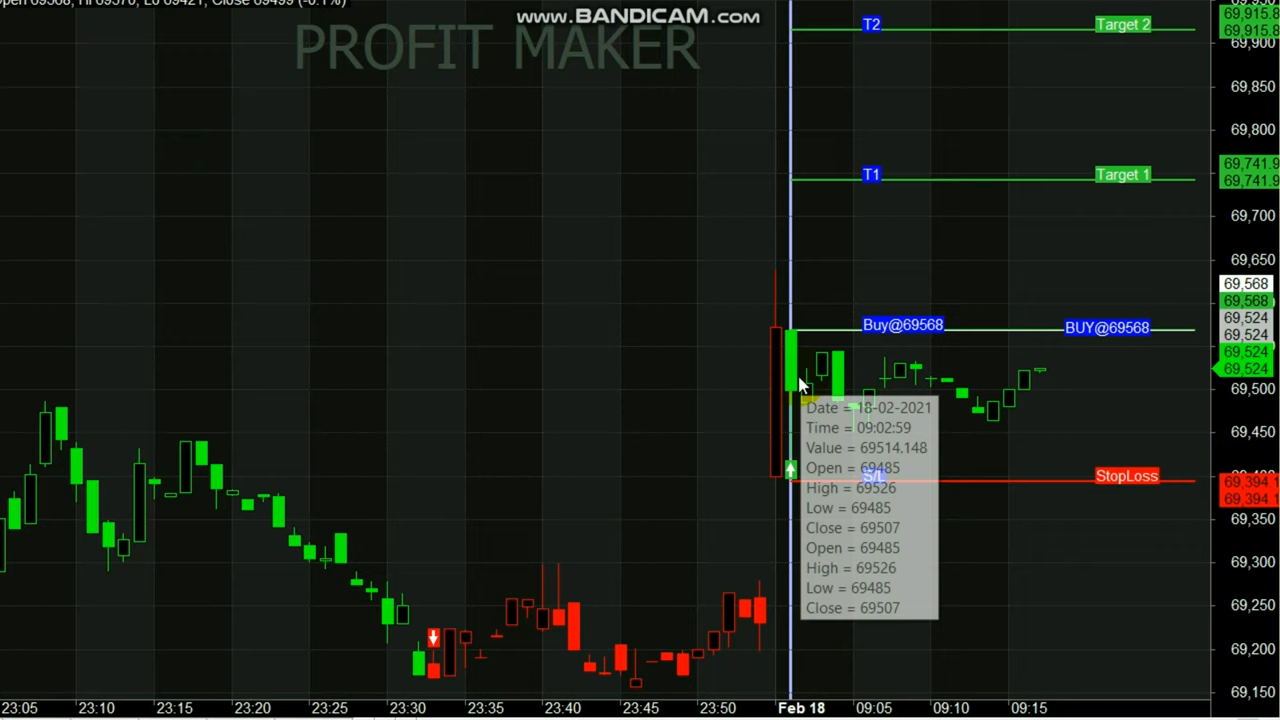 Open 69568, Hi 69570, Lo 69421, Close 69499 (-0.1%)
www.BANDICAM.com
PROFIT MAKER
T2
Target 2
69,915.8
69,915.8
69,900
69,850
69,800
T1
Target 1
69,741.9
69,741.9
69,700
69,650
69,568
69,568
69,524
69,524
69,524
69,524
Buy@69568
BUY@69568
69,500
69,450
Date = 18-02-2021
Time = 09:02:59
Value = 69514.148
Open = 69485
High = 69526
Low = 69485
Close = 69507
Open = 69485
High = 69526
Low = 69485
Close = 69507
S/L
StopLoss
69,394.1
69,394.1
69,350
69,300
69,250
69,200
69,150
23:05 23:10 23:15 23:20 23:25 23:30 23:35 23:40 23:45 23:50 Feb 18 09:05 09:10 09:15